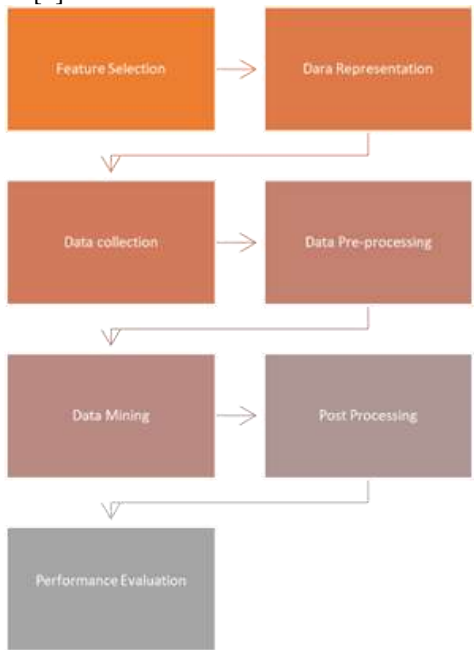 Feature Selection
Dara Representation
Data collection
Data Pre-processing
Data Mining
Post Processing
Performance Evaluation